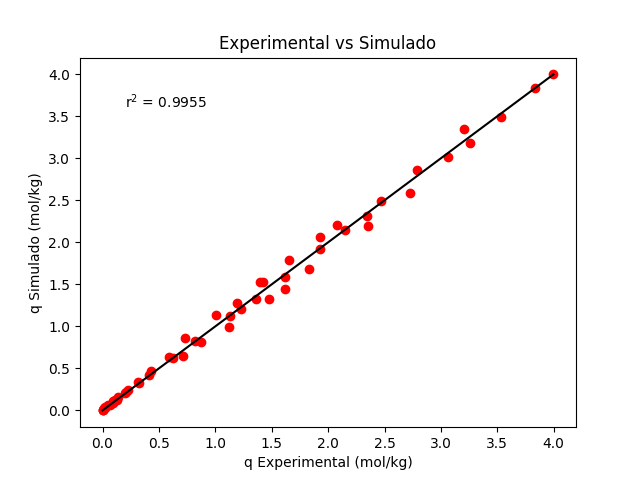 Experimental vs Simulado
r² = 0.9955
4.0
3.5
3.0
2.5
2.0
1.5
1.0
0.5
0.0
q Simulado (mol/kg)
0.0 0.5 1.0 1.5 2.0 2.5 3.0 3.5 4.0
q Experimental (mol/kg)